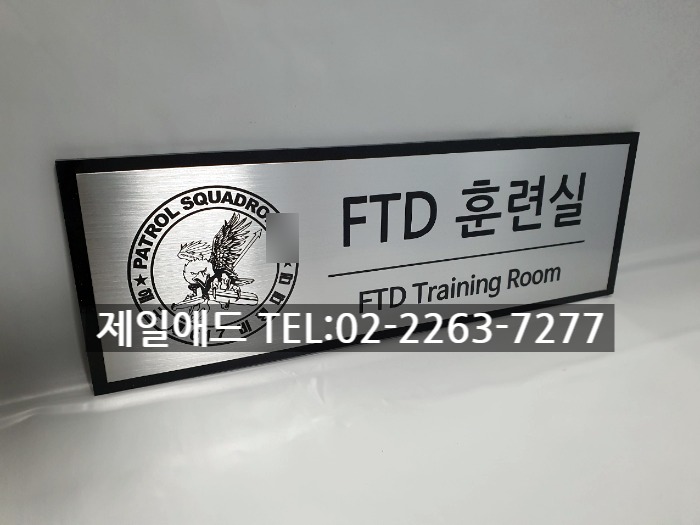 PATROL SQUADRO
FTD 훈련실
FTD Training Room
제일애드 TEL:02-2263-7277